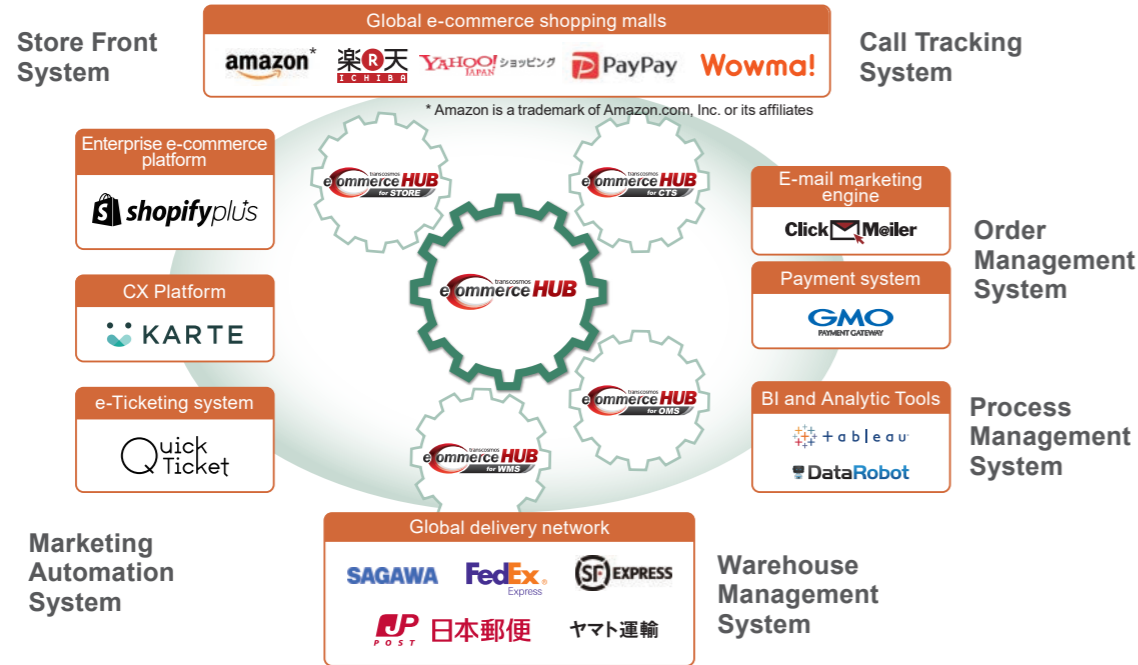 Global e-commerce shopping malls
Store Front
System
amazon*
楽R天
ICHIBA
YAHOO! ショッピング
JAPAN
P PayPay
Wowma!
Call Tracking
System
* Amazon is a trademark of Amazon.com, Inc. or its affiliates
Enterprise e-commerce
platform
S shopifyplus
transcosmos
eCommerce HUB
for STORE
transcosmos
eCommerce HUB
for CTS
E-mail marketing
engine
Click M@iler
Order
Management
System
CX Platform
KARTE
transcosmos
eCommerce HUB
Payment system
GMO
PAYMENT GATEWAY
e-Ticketing system
Quick
Ticket
transcosmos
eCommerce HUB
for OMS
BI and Analytic Tools
+ a b l e a u
DataRobot
Process
Management
System
transcosmos
eCommerce HUB
for WMS
Marketing
Automation
System
Global delivery network
SAGAWA
FedEx®
Express
SF EXPRESS
JP
POST
日本郵便
ヤマト運輸
Warehouse
Management
System